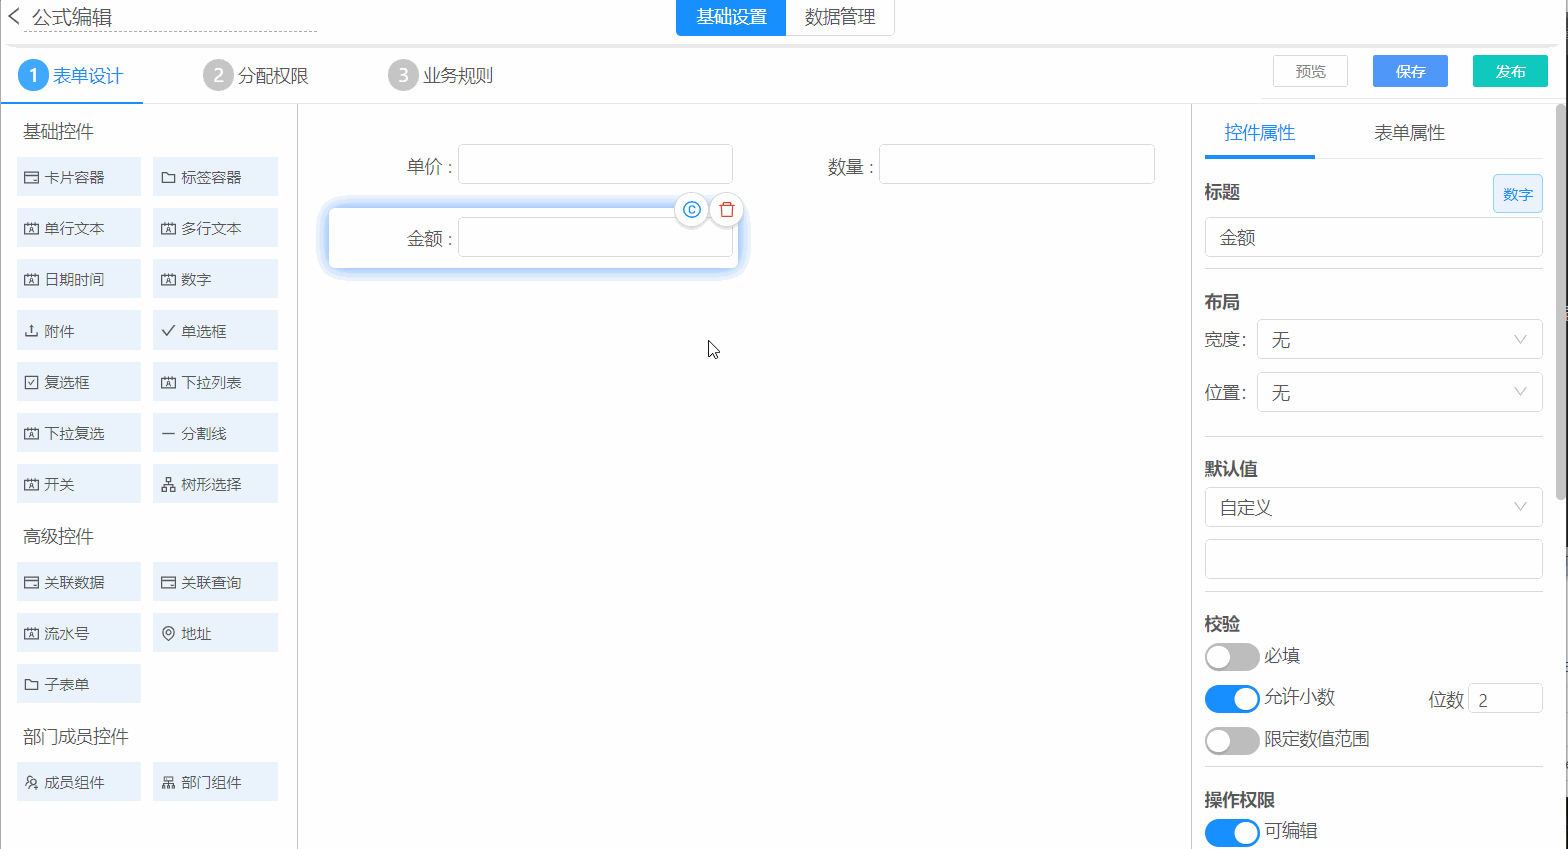 公式编辑
基础设置 数据管理
1 表单设计 2 分配权限 3 业务规则 预览 保存 发布
基础控件
卡片容器 标签容器
单行文本 多行文本
日期时间 数字
附件 单选框
复选框 下拉列表
下拉复选 分割线
开关 树形选择
高级控件
关联数据 关联查询
流水号 地址
子表单
部门成员控件
成员组件 部门组件
单价 : 数量 :
金额 :
控件属性 表单属性
标题 数字
金额
布局
宽度: 无
位置: 无
默认值
自定义
校验
必填
允许小数 位数 2
限定数值范围
操作权限
可编辑